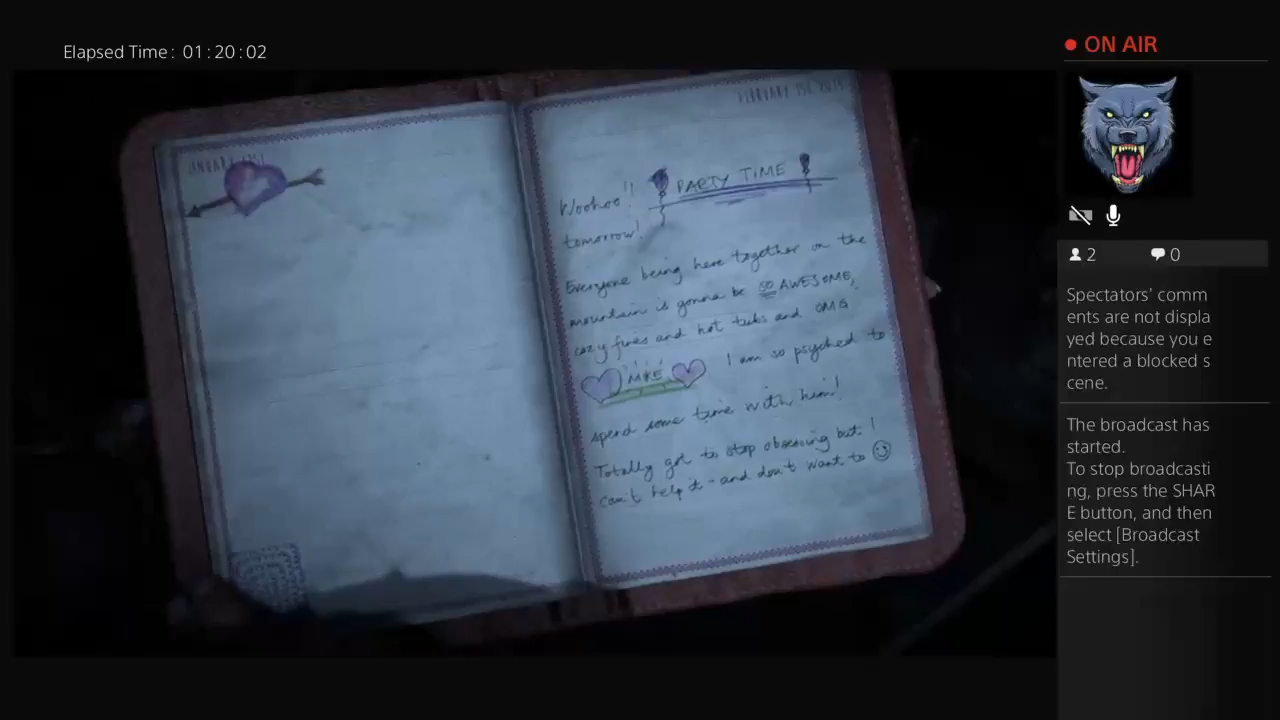 Elapsed Time: 01:20:02
ON AIR
2
0
Spectators' comm
ents are not displa
yed because you e
ntered a blocked s
cene.
The broadcast has
started.
To stop broadcasti
ng, press the SHAR
E button, and then
select [Broadcast
Settings].
JANUARY 31ST
FEBRUARY 1ST
Woohoo!! PARTY TIME!
tomorrow!
Everyone being here together on the
mountain is gonna be SO AWESOME,
cozy fires and hot tubs and OMG
MIKE I am so psyched to
spend some time with him!
Totally got to stop obsessing but I
can't help it - and don't want to